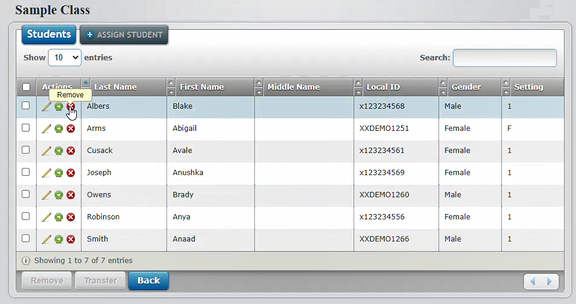 Sample Class
Students ASSIGN STUDENT
Show 10 entries Search:
Actions Last Name First Name Middle Name Local ID Gender Setting
Remove
Albers Blake x123234568 Male 1
Arms Abigail XXDEMO1251 Female F
Cusack Avale x123234561 Female 1
Joseph Anushka x123234569 Female 1
Owens Brady XXDEMO1260 Male 1
Robinson Anya x123234556 Female 1
Smith Anaad XXDEMO1266 Male 1
Showing 1 to 7 of 7 entries
Remove Transfer Back